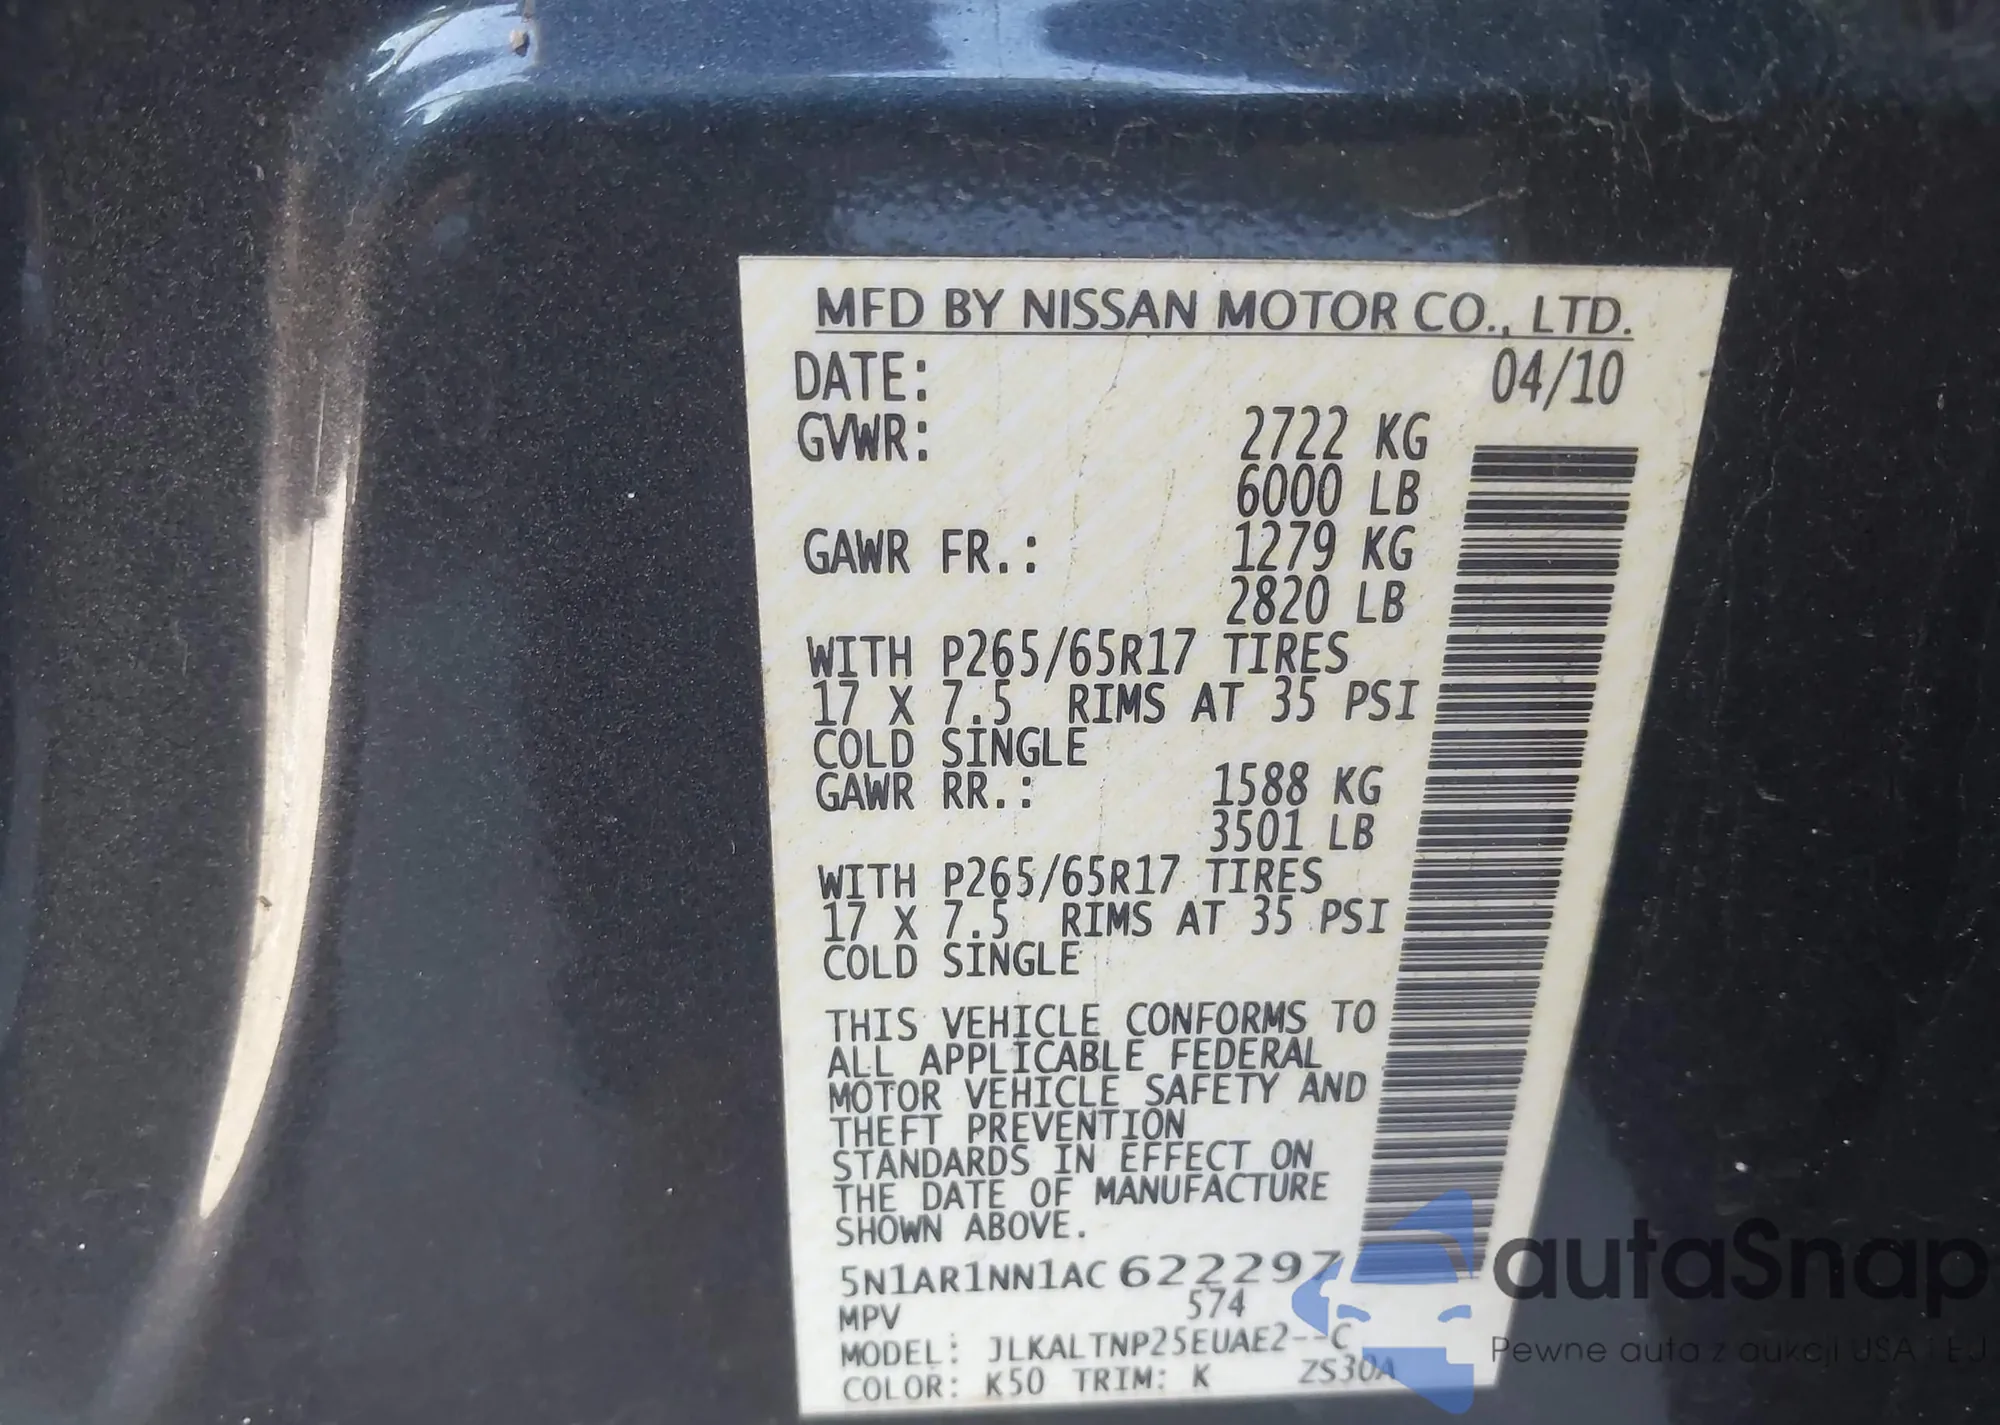 MFD BY NISSAN MOTOR CO., LTD.
DATE: 04/10
GVWR: 2722 KG
6000 LB
GAWR FR.: 1279 KG
2820 LB
WITH P265/65R17 TIRES
17 X 7.5 RIMS AT 35 PSI
COLD SINGLE
GAWR RR.: 1588 KG
3501 LB
WITH P265/65R17 TIRES
17 X 7.5 RIMS AT 35 PSI
COLD SINGLE
THIS VEHICLE CONFORMS TO
ALL APPLICABLE FEDERAL
MOTOR VEHICLE SAFETY AND
THEFT PREVENTION
STANDARDS IN EFFECT ON
THE DATE OF MANUFACTURE
SHOWN ABOVE.
5N1AR1NN1AC622297
MPV 574
MODEL: JLKALTNP25EUAE2--C
COLOR: K50 TRIM: K ZS30A
autaSnap
Pewne auta z aukcji USA i EJ